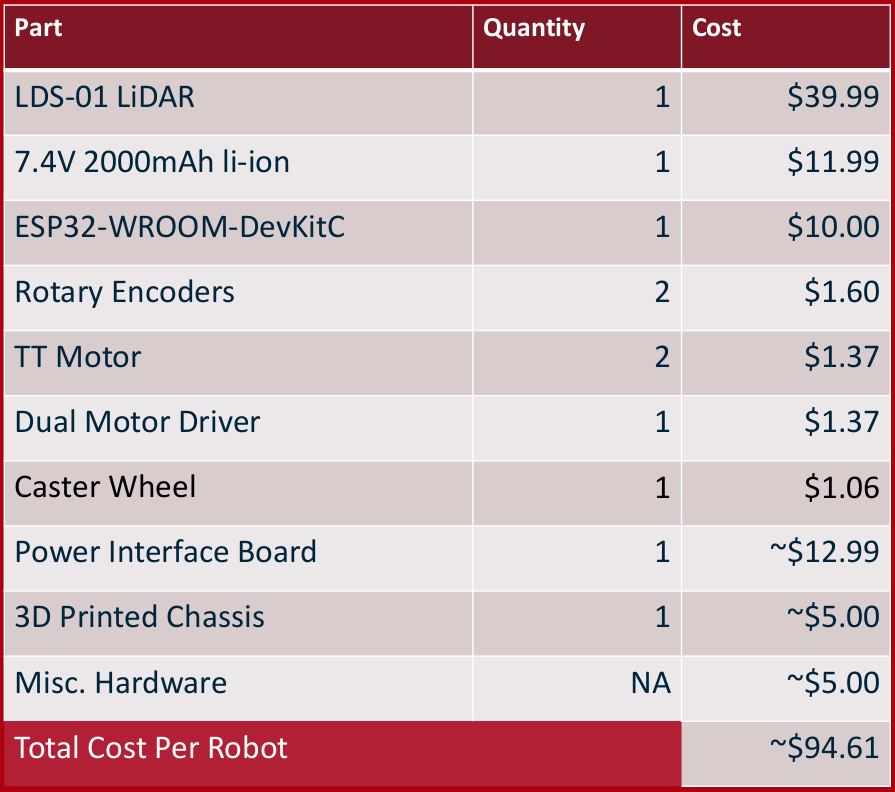 Part Quantity Cost
LDS-01 LiDAR 1 $39.99
7.4V 2000mAh li-ion 1 $11.99
ESP32-WROOM-DevKitC 1 $10.00
Rotary Encoders 2 $1.60
TT Motor 2 $1.37
Dual Motor Driver 1 $1.37
Caster Wheel 1 $1.06
Power Interface Board 1 ~$12.99
3D Printed Chassis 1 ~$5.00
Misc. Hardware NA ~$5.00
Total Cost Per Robot ~$94.61